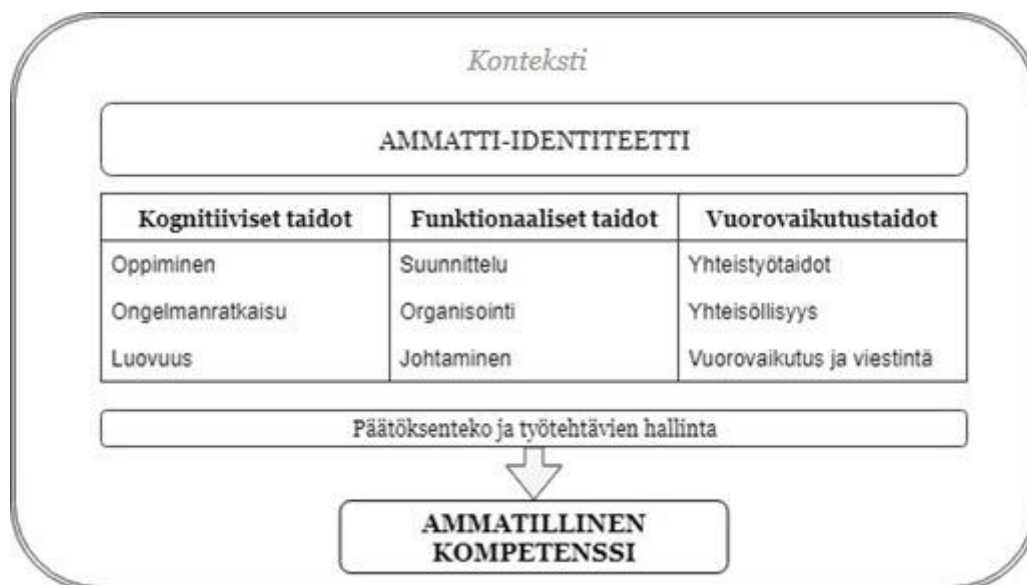 Konteksti
AMMATTI-IDENTITEETTI
Kognitiiviset taidot Funktionaaliset taidot Vuorovaikutustaidot
Oppiminen Suunnittelu Yhteistyötaidot
Ongelmanratkaisu Organisointi Yhteisöllisyys
Luovuus Johtaminen Vuorovaikutus ja viestintä
Päätöksenteko ja työtehtävien hallinta
AMMATILLINEN
KOMPETENSSI